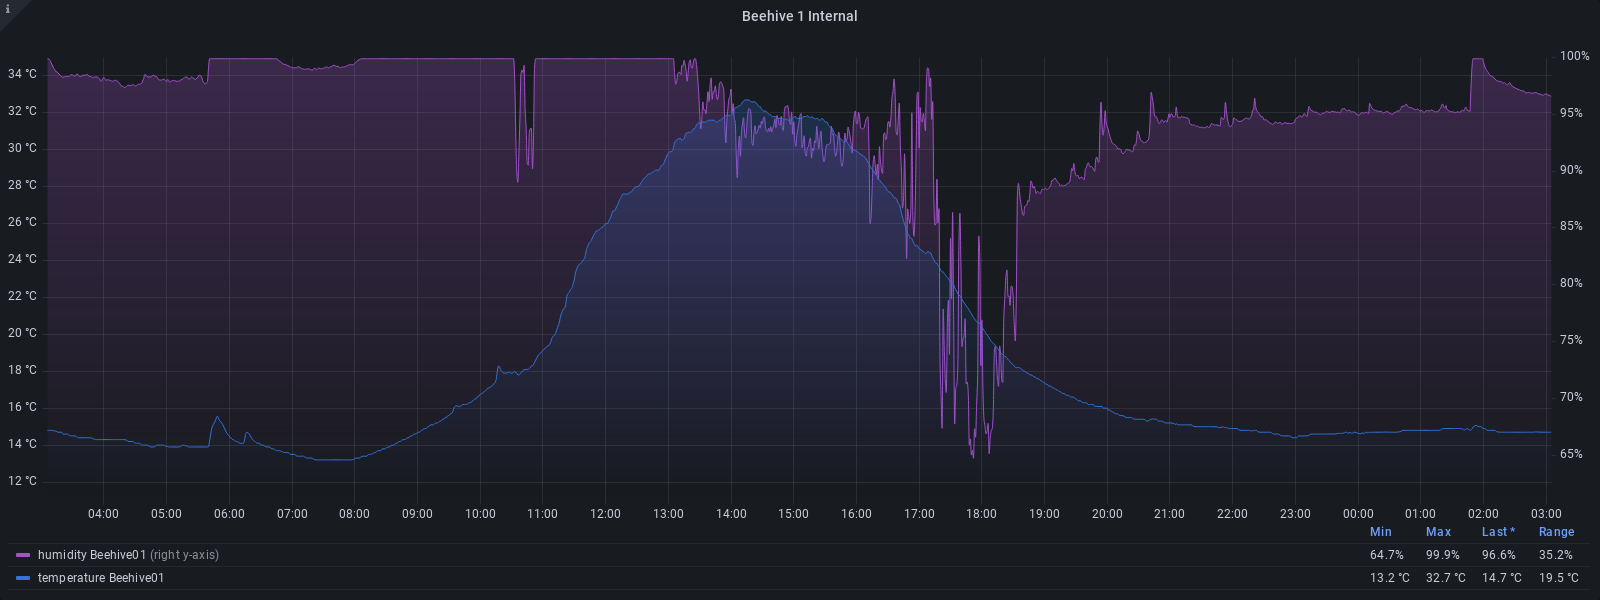 i
Beehive 1 Internal
34 °C
32 °C
30 °C
28 °C
26 °C
24 °C
22 °C
20 °C
18 °C
16 °C
14 °C
12 °C
100%
95%
90%
85%
80%
75%
70%
65%
04:00 05:00 06:00 07:00 08:00 09:00 10:00 11:00 12:00 13:00 14:00 15:00 16:00 17:00 18:00 19:00 20:00 21:00 22:00 23:00 00:00 01:00 02:00 03:00
Min Max Last * Range
humidity Beehive01 (right y-axis) 64.7% 99.9% 96.6% 35.2%
temperature Beehive01 13.2 °C 32.7 °C 14.7 °C 19.5 °C